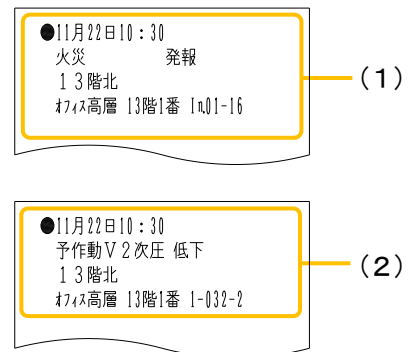 ●11月22日10：30
火災　　　　発報
１３階北
ｵﾌｨｽ高層 13階1番 In01-16
（1）
●11月22日10：30
予作動Ｖ２次圧 低下
１３階北
ｵﾌｨｽ高層 13階1番 1-032-2
（2）